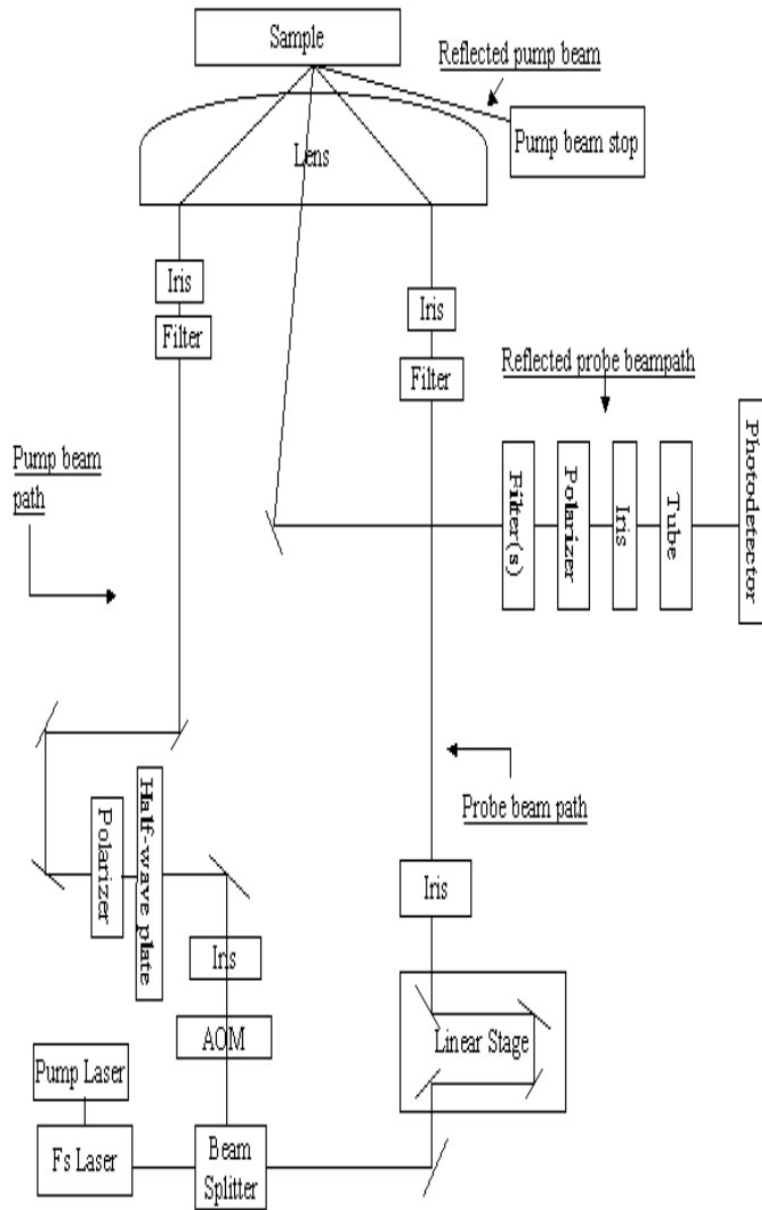 Sample
Reflected pump beam
Pump beam stop
Lens
Iris
Filter
Iris
Filter
Reflected probe beampath
Filter(s)
Polarizer
Iris
Tube
Photodetector
Pump beam
path
Probe beam path
Polarizer
Half-wave plate
Iris
Iris
AOM
Linear Stage
Pump Laser
Fs Laser
Beam
Splitter